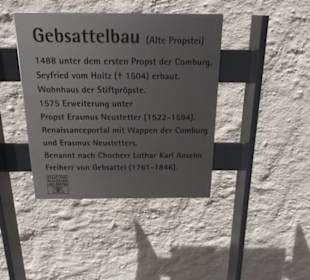 Gebsattelbau (Alte Propstei)
1488 unter dem ersten Propst der Comburg,
Seyfried vom Holtz († 1504) erbaut.
Wohnhaus der Stiftpröpste.
1575 Erweiterung unter
Propst Erasmus Neustetter (1522-1594).
Renaissanceportal mit Wappen der Comburg
und Erasmus Neustetters.
Benannt nach Chorherr Lothar Karl Anselm
Freiherr von Gebsattel (1761-1846).